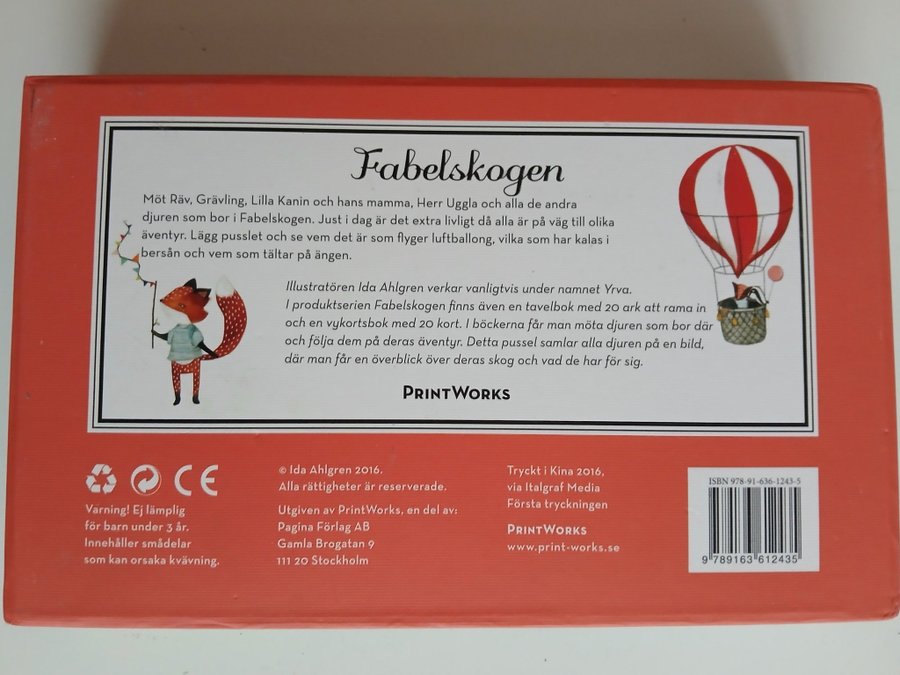 Fabelskogen
Möt Räv, Grävling, Lilla Kanin och hans mamma, Herr Uggla och alla de andra
djuren som bor i Fabelskogen. Just i dag är det extra livligt då alla är på väg till olika
äventyr. Lägg pusslet och se vem det är som flyger luftballong, vilka som har kalas i
bersån och vem som tältar på ängen.
Illustratören Ida Ahlgren verkar vanligtvis under namnet Yrva.
I produktserien Fabelskogen finns även en tavelbok med 20 ark att rama in
och en vykortsbok med 20 kort. I böckerna får man möta djuren som bor där
och följa dem på deras äventyr. Detta pussel samlar alla djuren på en bild,
där man får en överblick över deras skog och vad de har för sig.
PRINTWORKS
CE
Varning! Ej lämplig
för barn under 3 år.
Innehåller smådelar
som kan orsaka kvävning.
© Ida Ahlgren 2016.
Alla rättigheter är reserverade.
Utgiven av PrintWorks, en del av:
Pagina Förlag AB
Gamla Brogatan 9
111 20 Stockholm
Tryckt i Kina 2016,
via Italgraf Media
Första tryckningen
PRINTWORKS
www.print-works.se
ISBN 978-91-636-1243-5
9 789163 612435